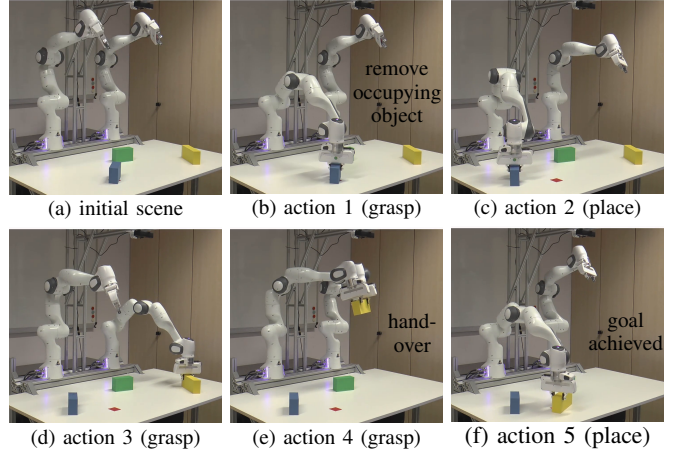 remove
occupying
object
(a) initial scene
(b) action 1 (grasp)
(c) action 2 (place)
hand-
over
goal
achieved
(d) action 3 (grasp)
(e) action 4 (grasp)
(f) action 5 (place)